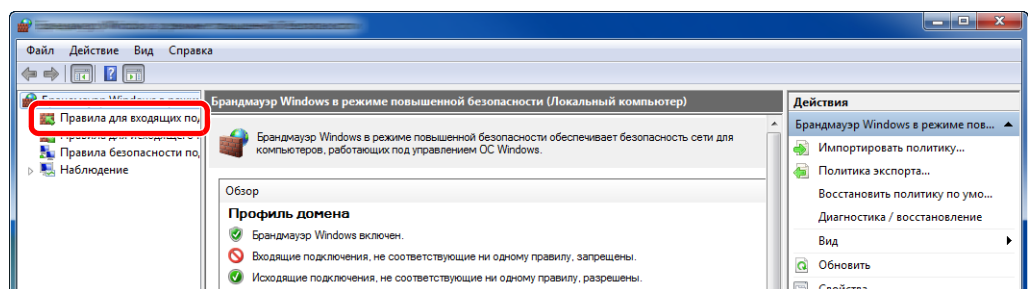 Файл Действие Вид Справка
Правила для входящих по
Правила безопасности по
Наблюдение
Брандмауэр Windows в режиме повышенной безопасности (Локальный компьютер)
Брандмауэр Windows в режиме повышенной безопасности обеспечивает безопасность сети для
компьютеров, работающих под управлением ОС Windows.
Обзор
Профиль домена
Брандмауэр Windows включен.
Входящие подключения, не соответствующие ни одному правилу, запрещены.
Исходящие подключения, не соответствующие ни одному правилу, разрешены.
Действия
Брандмауэр Windows в режиме пов...
Импортировать политику...
Политика экспорта...
Восстановить политику по умо...
Диагностика / восстановление
Вид
Обновить
Свойства